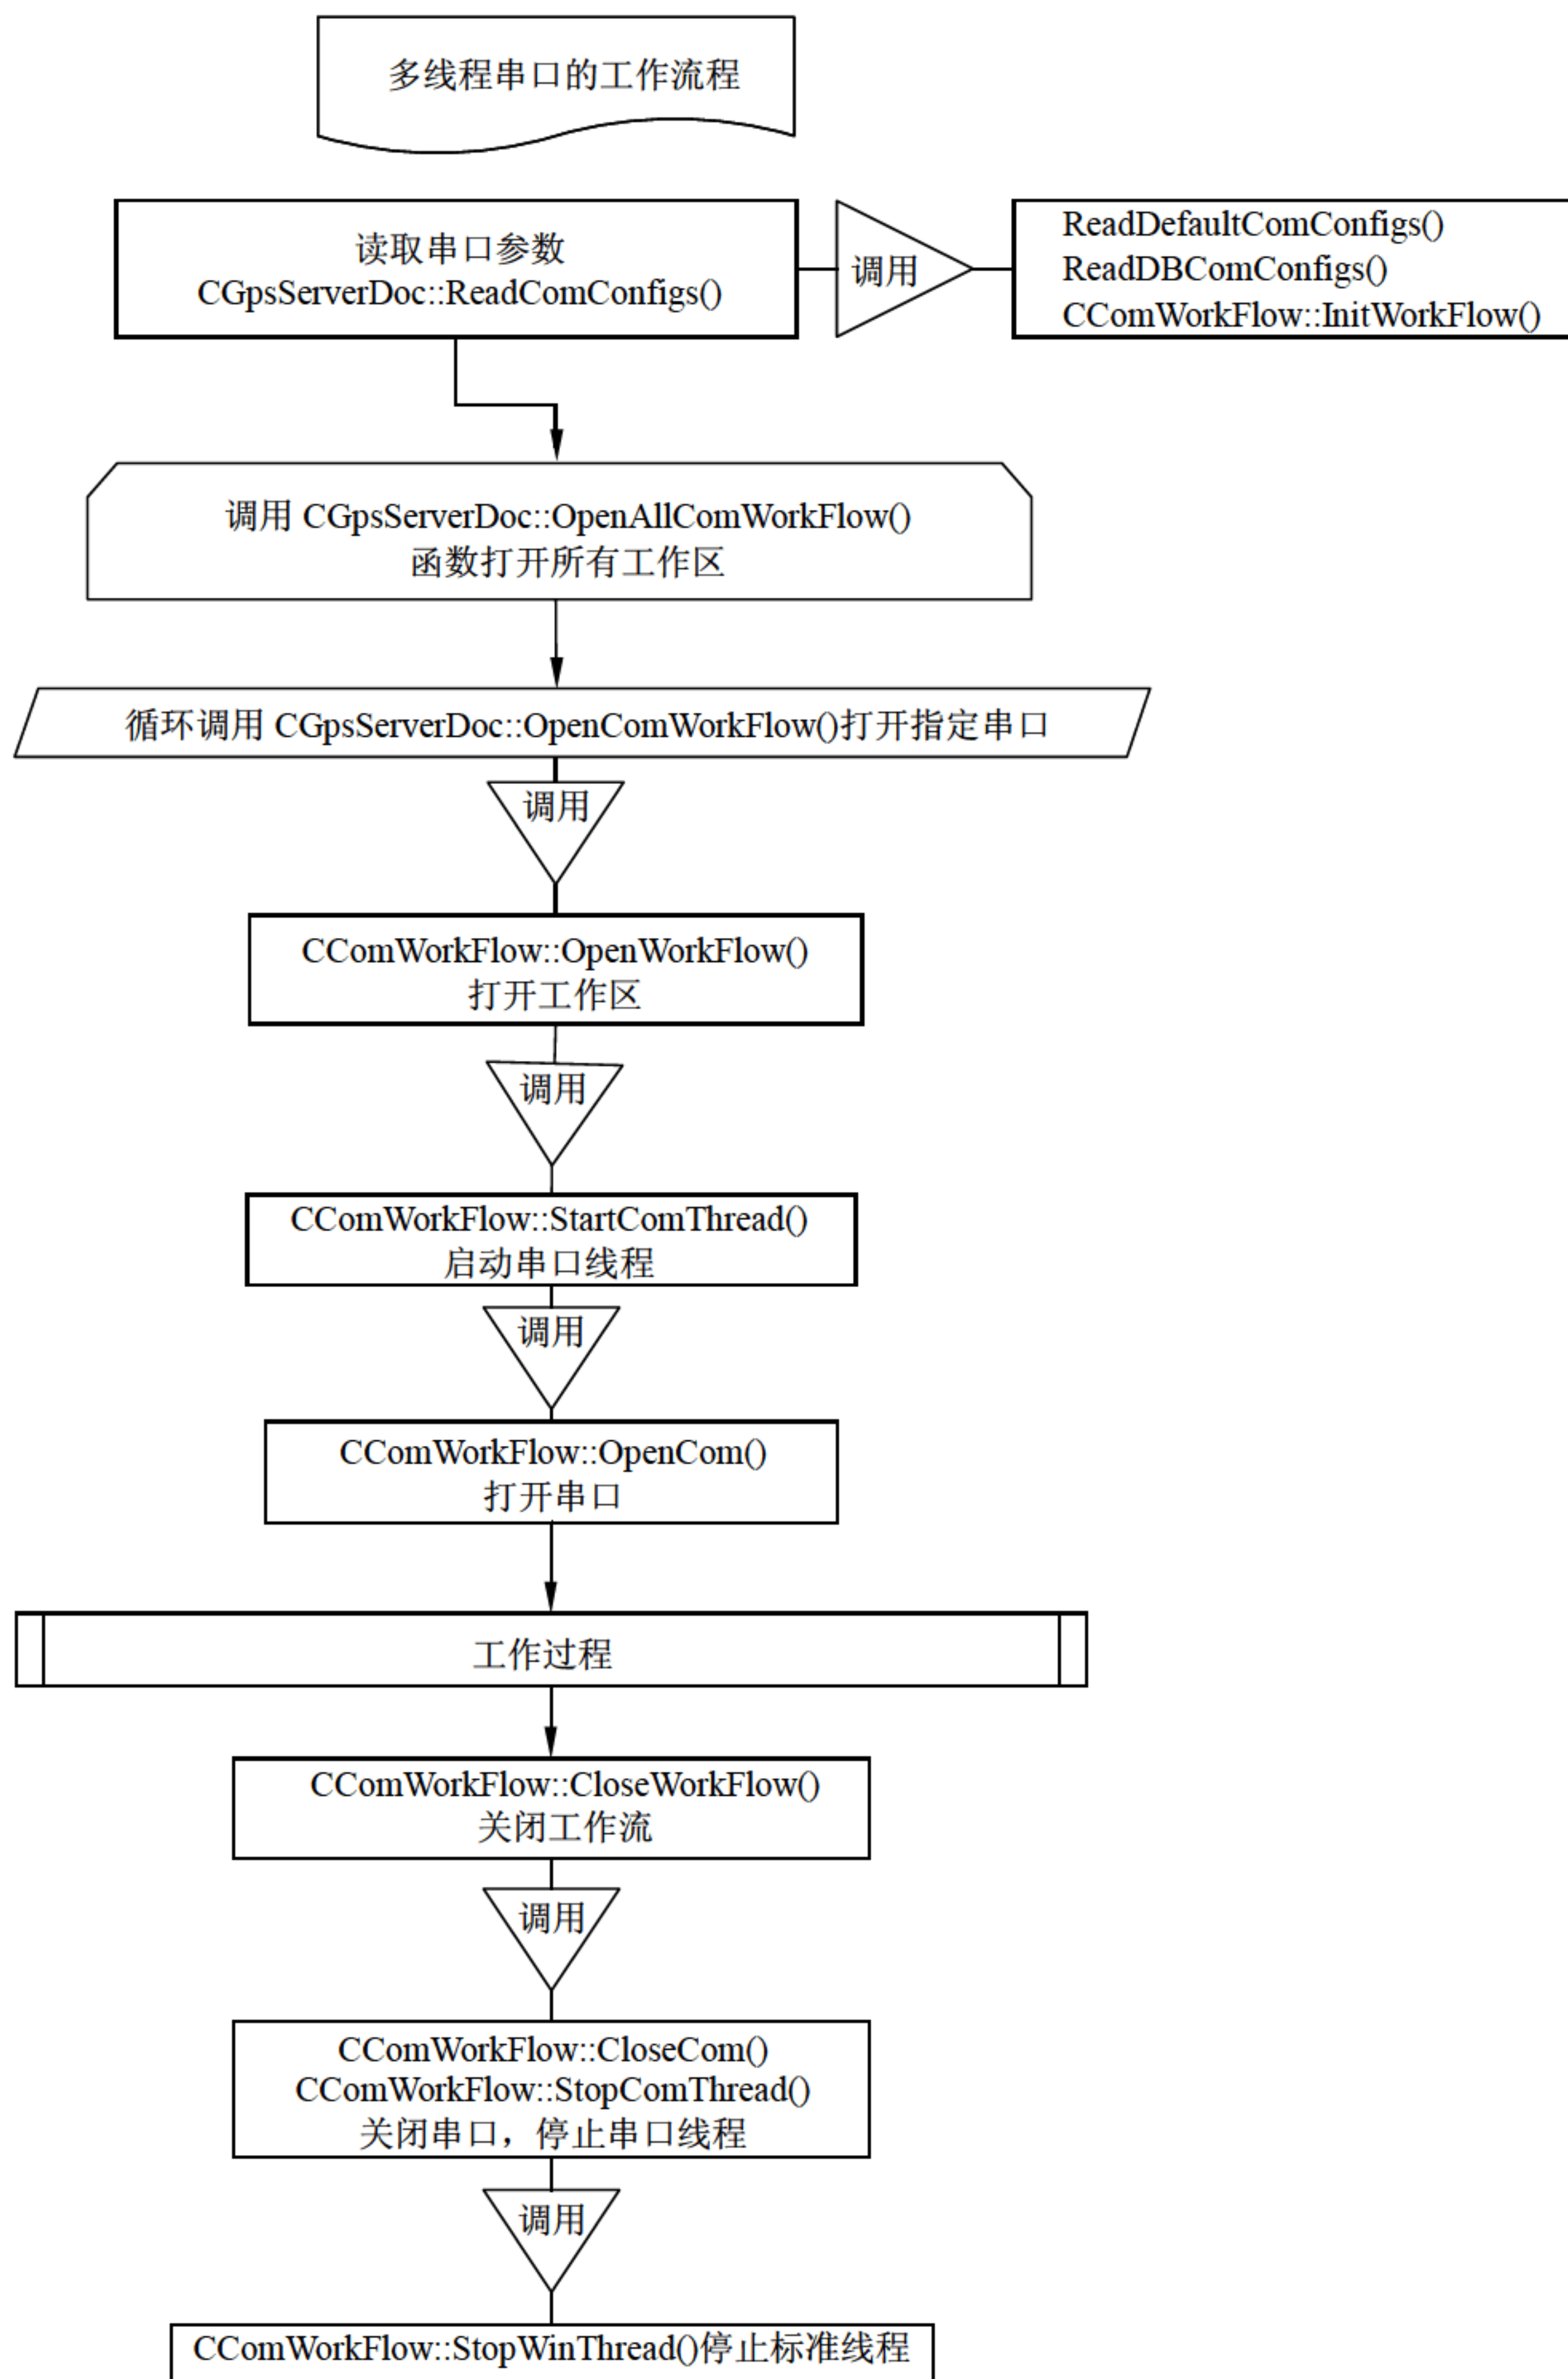 多线程串口的工作流程
读取串口参数
CGpsServerDoc::ReadComConfigs()
调用
ReadDefaultComConfigs()
ReadDBComConfigs()
CComWorkFlow::InitWorkFlow()
调用 CGpsServerDoc::OpenAllComWorkFlow()
函数打开所有工作区
循环调用 CGpsServerDoc::OpenComWorkFlow()打开指定串口
调用
CComWorkFlow::OpenWorkFlow()
打开工作区
调用
CComWorkFlow::StartComThread()
启动串口线程
调用
CComWorkFlow::OpenCom()
打开串口
工作过程
CComWorkFlow::CloseWorkFlow()
关闭工作流
调用
CComWorkFlow::CloseCom()
CComWorkFlow::StopComThread()
关闭串口，停止串口线程
调用
CComWorkFlow::StopWinThread()停止标准线程